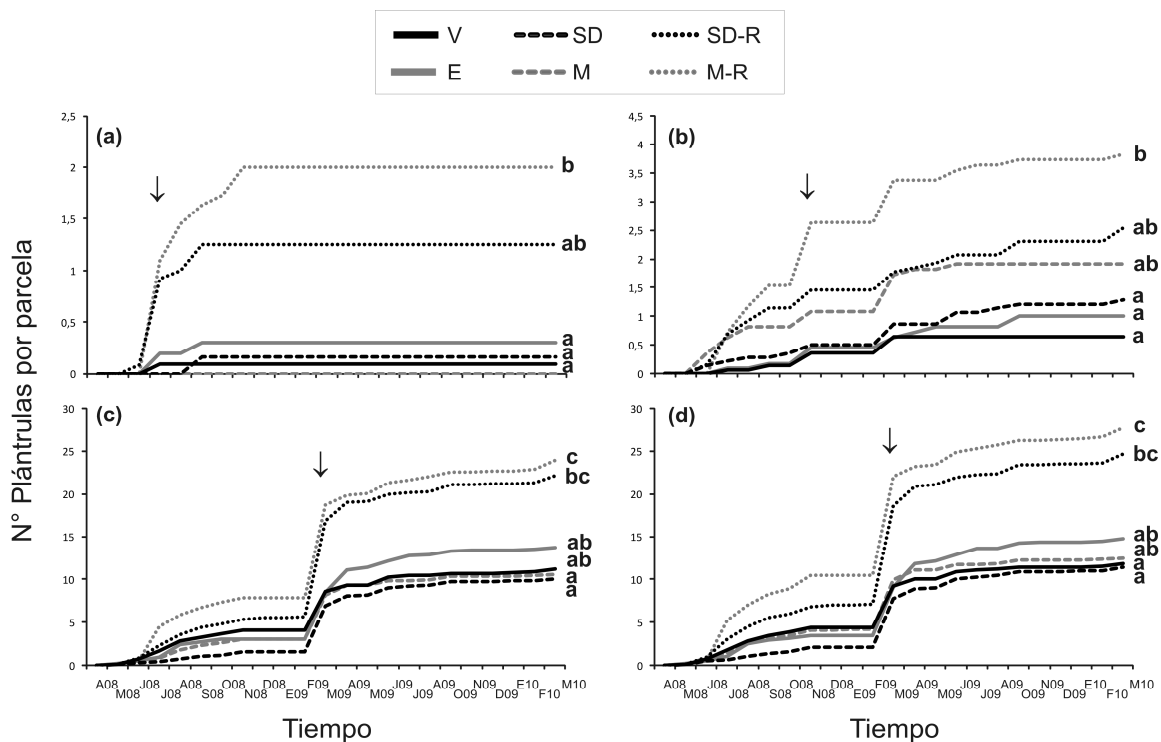 V SD SD-R
E M M-R
N° Plántrulas por parcela
(a)
2,5
2
1,5
1
0,5
0
b
ab
a
a
a
(b)
4,5
4
3,5
3
2,5
2
1,5
1
0,5
0
b
ab
ab
a
a
a
(c)
30
25
20
15
10
5
0
c
bc
ab
ab
a
a
A08 J08 A08 O08 D08 F09 A09 J09 A09 N09 E10 M10
M08 J08 S08 N08 E09 M09 M09 J09 O09 D09 F10
Tiempo
(d)
30
25
20
15
10
5
0
c
bc
ab
ab
a
a
A08 J08 A08 O08 D08 F09 A09 J09 A09 N09 E10 M10
M08 J08 S08 N08 E09 M09 M09 J09 O09 D09 F10
Tiempo